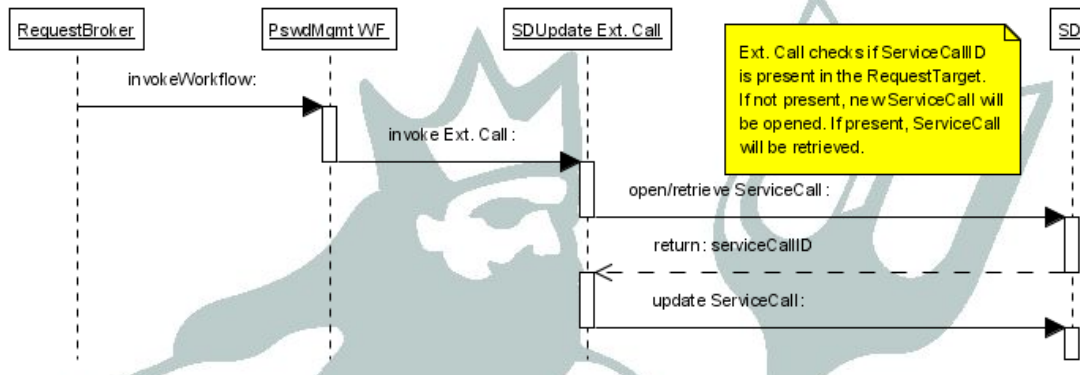 RequestBroker
PswdMgmt WF
SDUpdate Ext. Call
SD
Ext. Call checks if ServiceCallID
is present in the RequestTarget.
If not present, new ServiceCall will
be opened. If present, ServiceCall
will be retrieved.
invokeWorkflow:
invoke Ext. Call :
open/retrieve ServiceCall :
return: serviceCallID
update ServiceCall: